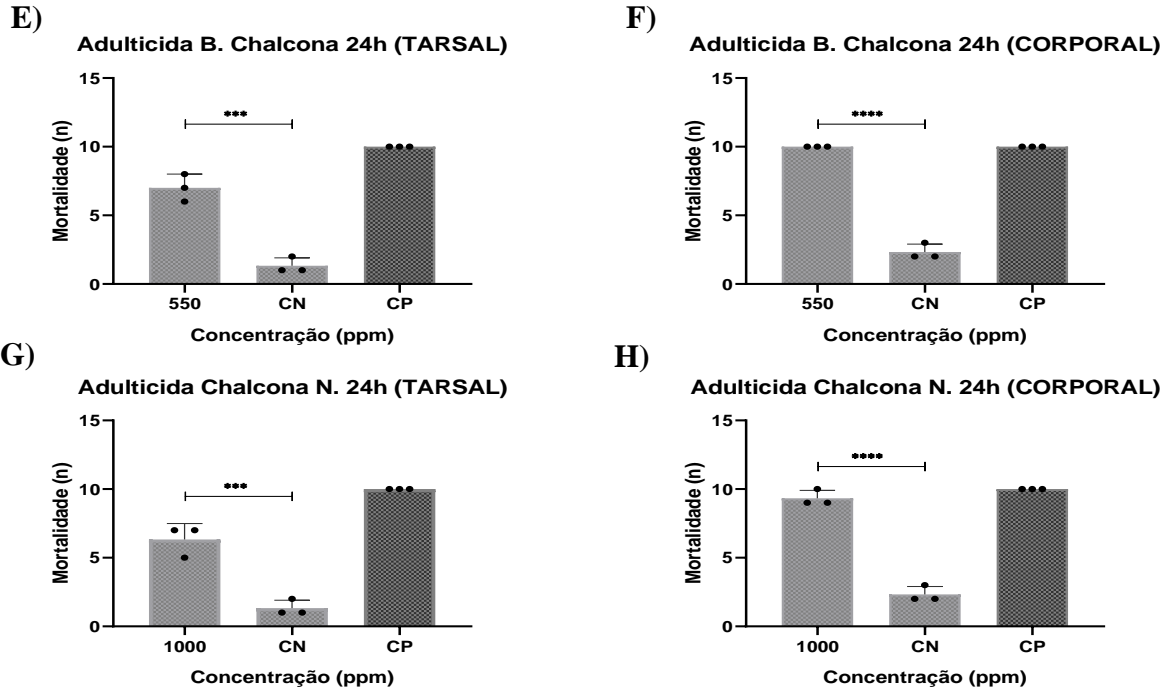 E)
Adulticida B. Chalcona 24h (TARSAL)
15
10
5
0
Mortalidade (n)
***
550 CN CP
Concentração (ppm)
F)
Adulticida B. Chalcona 24h (CORPORAL)
15
10
5
0
Mortalidade (n)
****
550 CN CP
Concentração (ppm)
G)
Adulticida Chalcona N. 24h (TARSAL)
15
10
5
0
Mortalidade (n)
***
1000 CN CP
Concentração (ppm)
H)
Adulticida Chalcona N. 24h (CORPORAL)
15
10
5
0
Mortalidade (n)
****
1000 CN CP
Concentração (ppm)